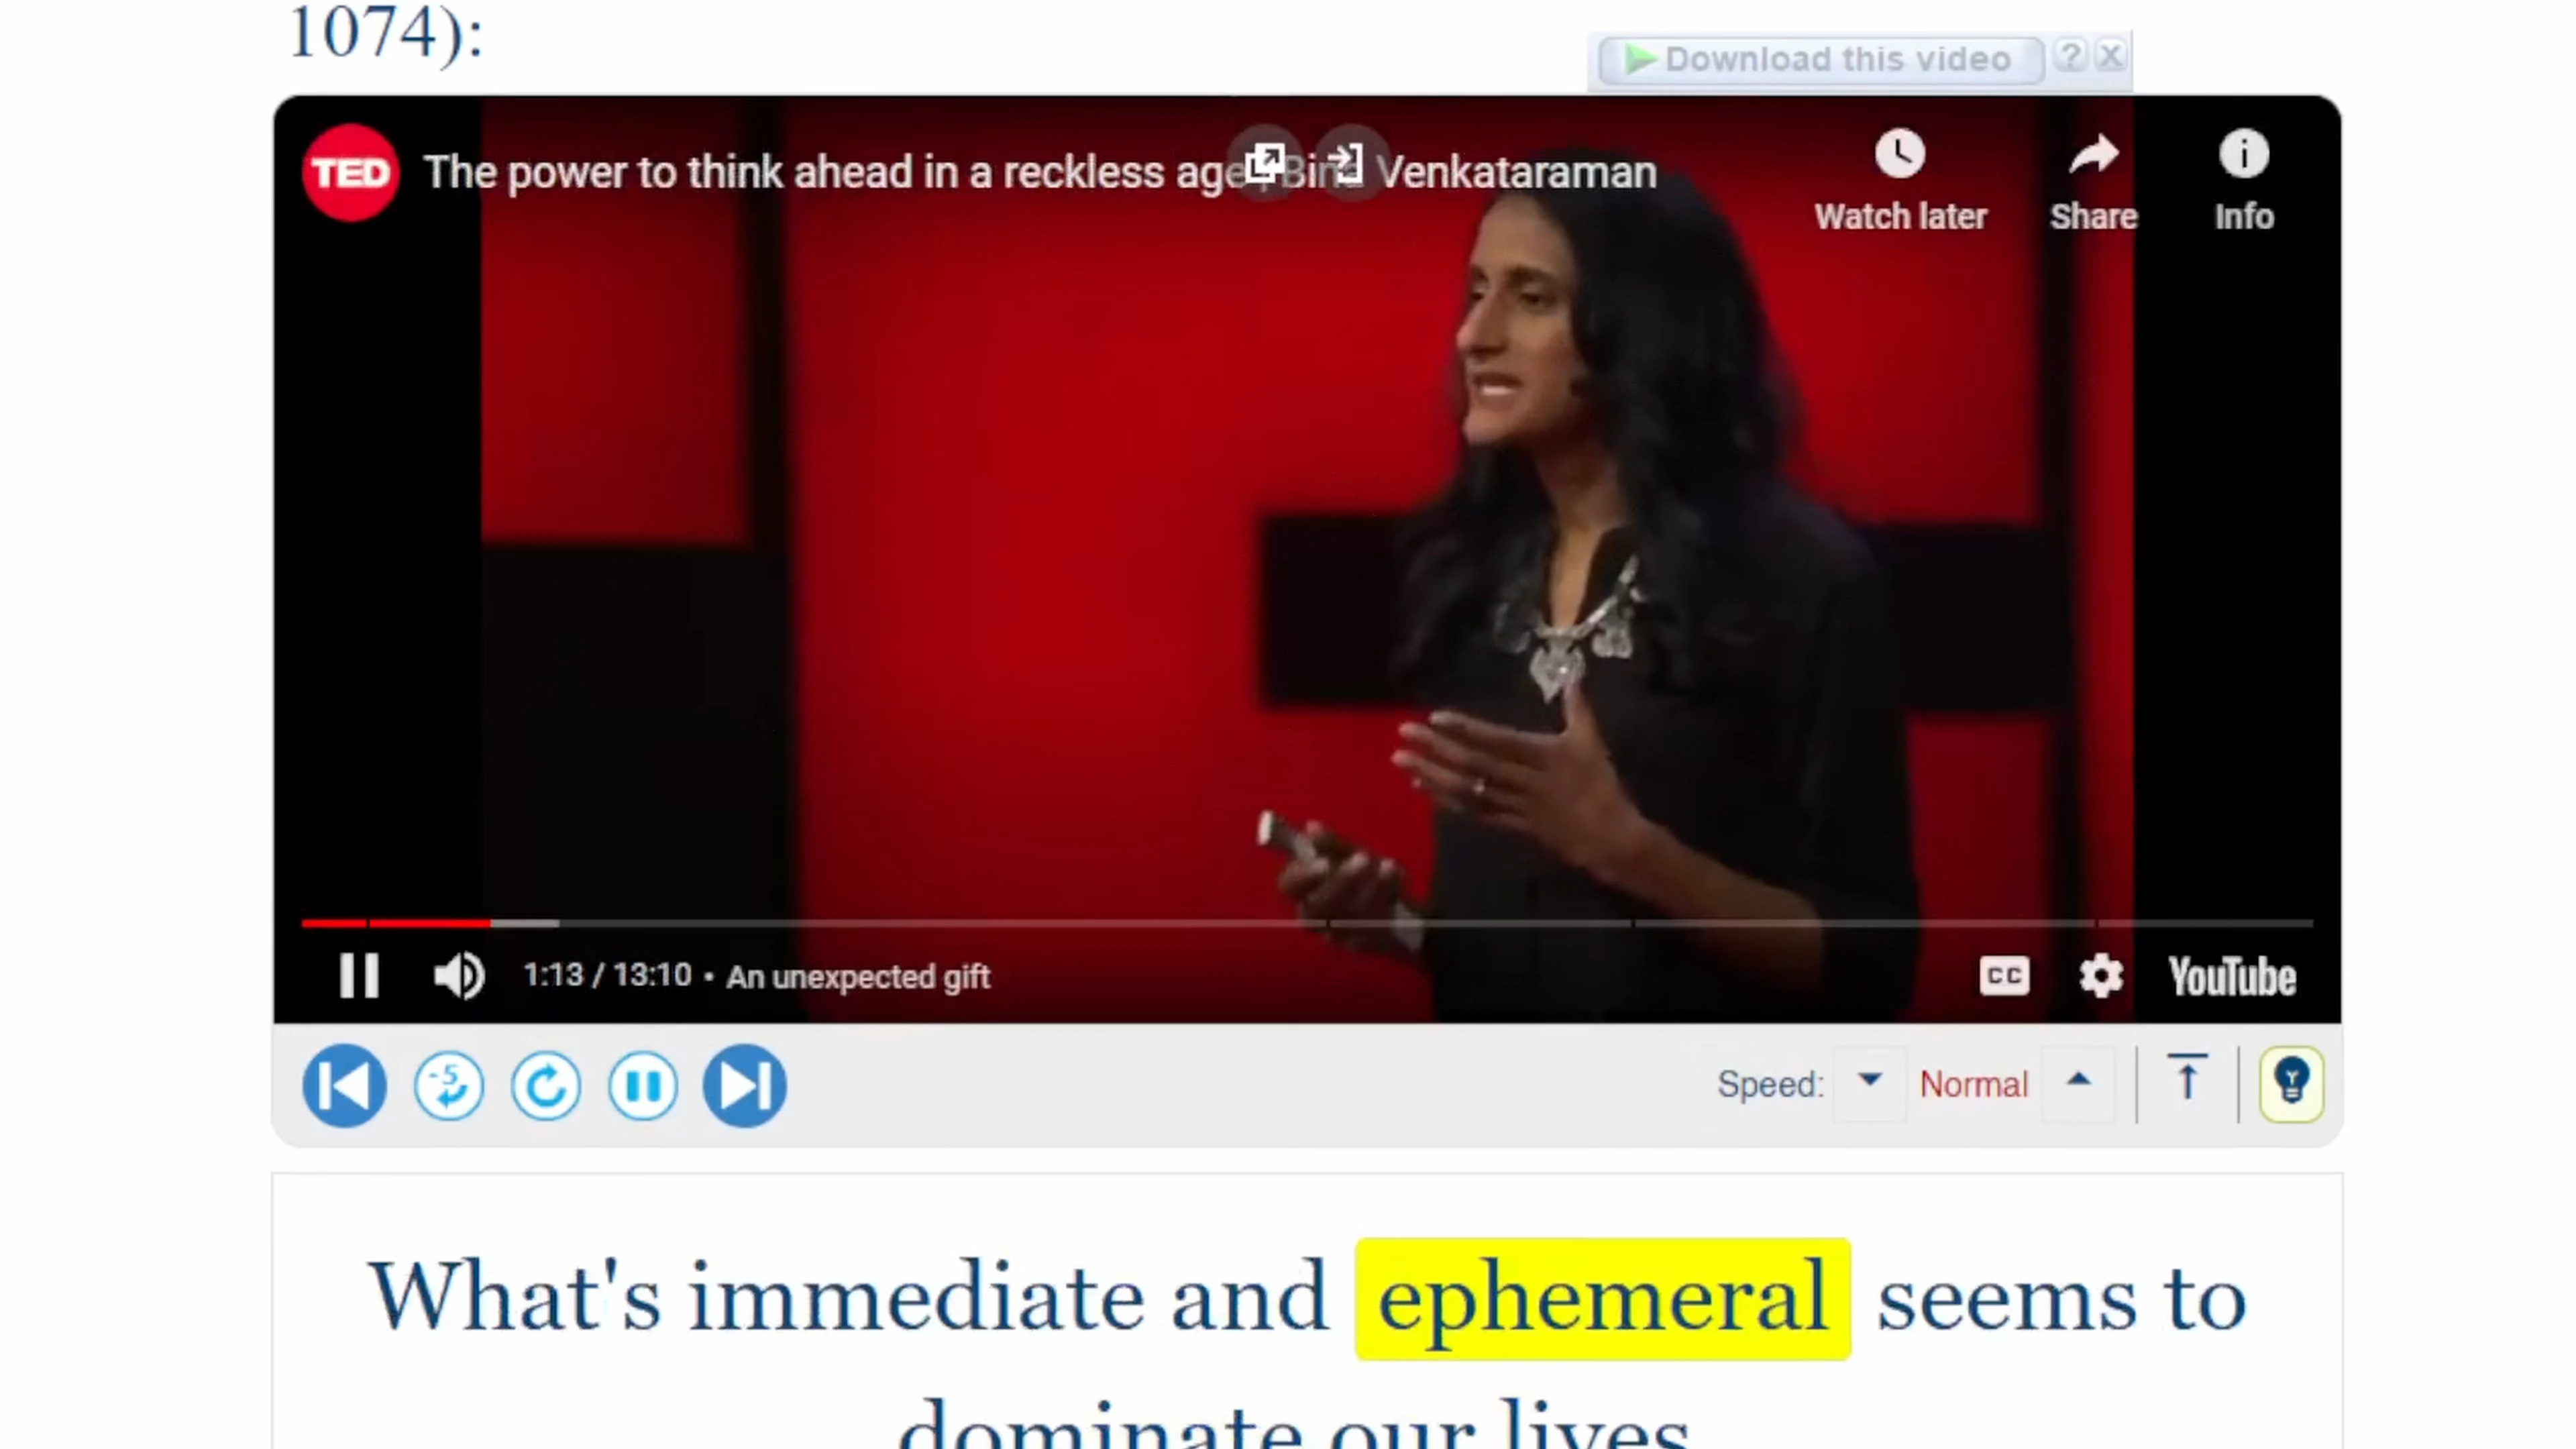 1074):
Download this video ? X
TED The power to think ahead in a reckless age Bina Venkataraman
Watch later Share Info
1:13 / 13:10 • An unexpected gift
CC YouTube
-5 Speed: Normal
What's immediate and ephemeral seems to
dominate our lives